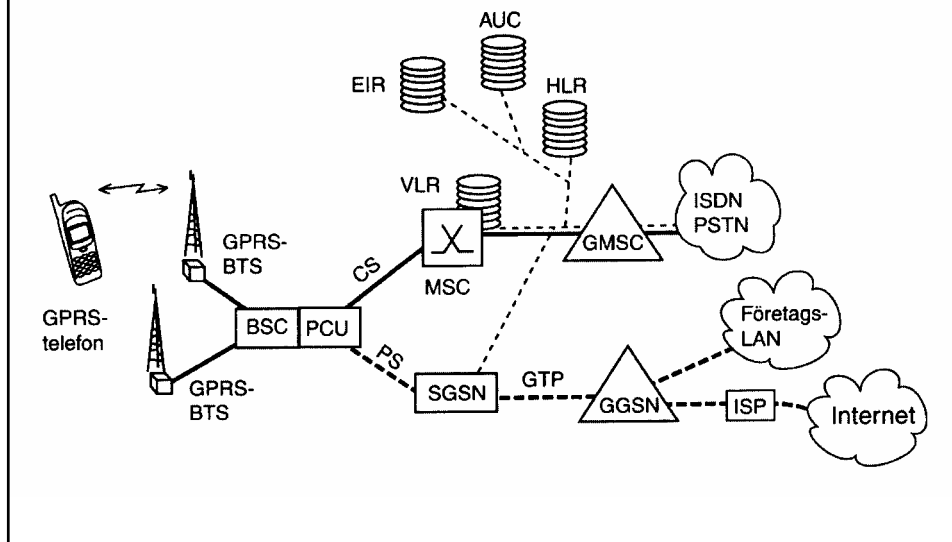 AUC
EIR
HLR
VLR
ISDN
PSTN
GMSC
MSC
CS
GPRS-
BTS
GPRS-
telefon
BSC
PCU
GPRS-
BTS
PS
SGSN
GTP
GGSN
Företags-
LAN
ISP
Internet